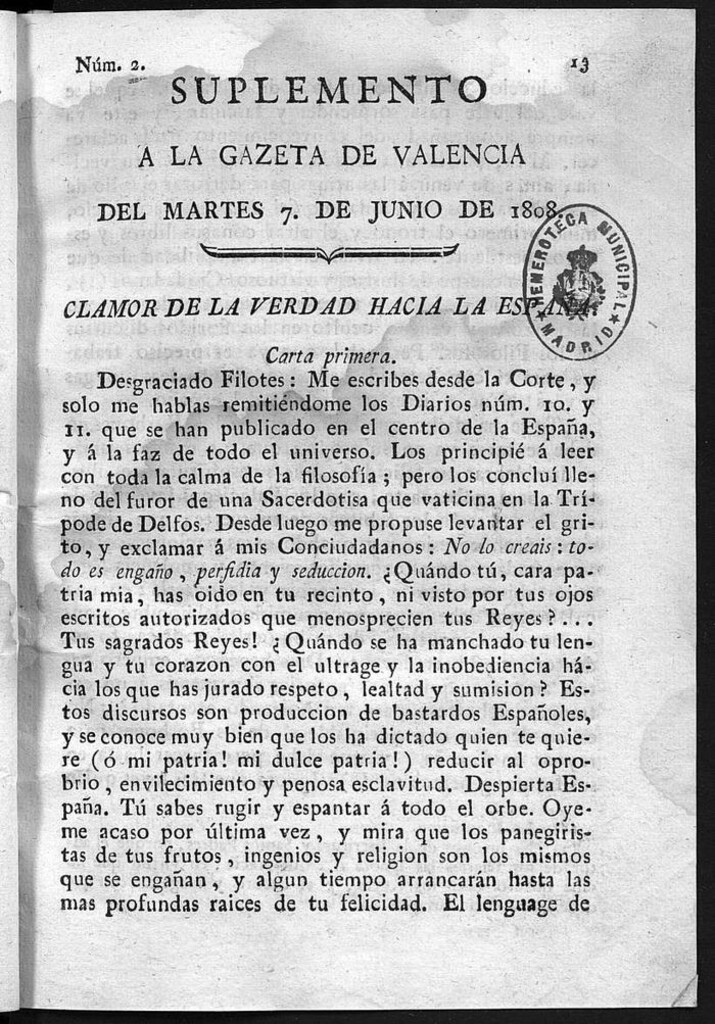 Núm. 2.
13
SUPLEMENTO
A LA GAZETA DE VALENCIA
DEL MARTES 7. DE JUNIO DE 1808.
HEMEROTECA MUNICIPAL
MADRID
CLAMOR DE LA VERDAD HACIA LA ESPAÑA.
Carta primera.
Desgraciado Filotes: Me escribes desde la Corte, y
solo me hablas remitiéndome los Diarios núm. 10. y
11. que se han publicado en el centro de la España,
y á la faz de todo el universo. Los principié á leer
con toda la calma de la filosofía; pero los concluí lle-
no del furor de una Sacerdotisa que vaticina en la Trí-
pode de Delfos. Desde luego me propuse levantar el gri-
to, y exclamar á mis Conciudadanos: No lo creais: to-
do es engaño, perfidia y seduccion. ¿Quándo tú, cara pa-
tria mia, has oido en tu recinto, ni visto por tus ojos
escritos autorizados que menosprecien tus Reyes?...
Tus sagrados Reyes! ¿Quándo se ha manchado tu len-
gua y tu corazon con el ultrage y la inobediencia há-
cia los que has jurado respeto, lealtad y sumision? Es-
tos discursos son produccion de bastardos Españoles,
y se conoce muy bien que los ha dictado quien te quie-
re (ó mi patria! mi dulce patria!) reducir al opro-
brio, envilecimiento y penosa esclavitud. Despierta Es-
paña. Tú sabes rugir y espantar á todo el orbe. Oye-
me acaso por última vez, y mira que los panegiris-
tas de tus frutos, ingenios y religion son los mismos
que se engañan, y algun tiempo arrancarán hasta las
mas profundas raices de tu felicidad. El lenguage de